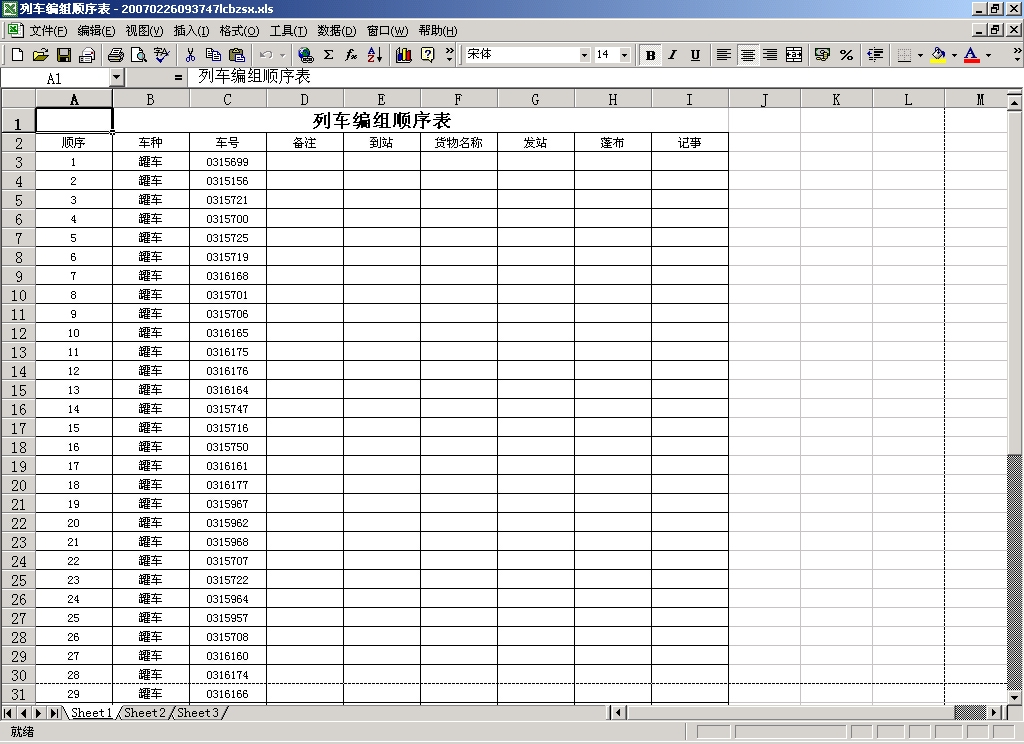 列车编组顺序表 - 20070226093747lcbzsx.xls
文件(F) 编辑(E) 视图(V) 插入(I) 格式(O) 工具(T) 数据(D) 窗口(W) 帮助(H)
宋体 14 B I U
A1 = 列车编组顺序表
A B C D E F G H I J K L M
1 列车编组顺序表
2 顺序 车种 车号 备注 到站 货物名称 发站 蓬布 记事
3 1 罐车 0315699
4 2 罐车 0315156
5 3 罐车 0315721
6 4 罐车 0315700
7 5 罐车 0315725
8 6 罐车 0315719
9 7 罐车 0316168
10 8 罐车 0315701
11 9 罐车 0315706
12 10 罐车 0316165
13 11 罐车 0316175
14 12 罐车 0316176
15 13 罐车 0316164
16 14 罐车 0315747
17 15 罐车 0315716
18 16 罐车 0315750
19 17 罐车 0316161
20 18 罐车 0316177
21 19 罐车 0315967
22 20 罐车 0315962
23 21 罐车 0315968
24 22 罐车 0315707
25 23 罐车 0315722
26 24 罐车 0315964
27 25 罐车 0315957
28 26 罐车 0315708
29 27 罐车 0316160
30 28 罐车 0316174
31 29 罐车 0316166
Sheet1 Sheet2 Sheet3
就绪